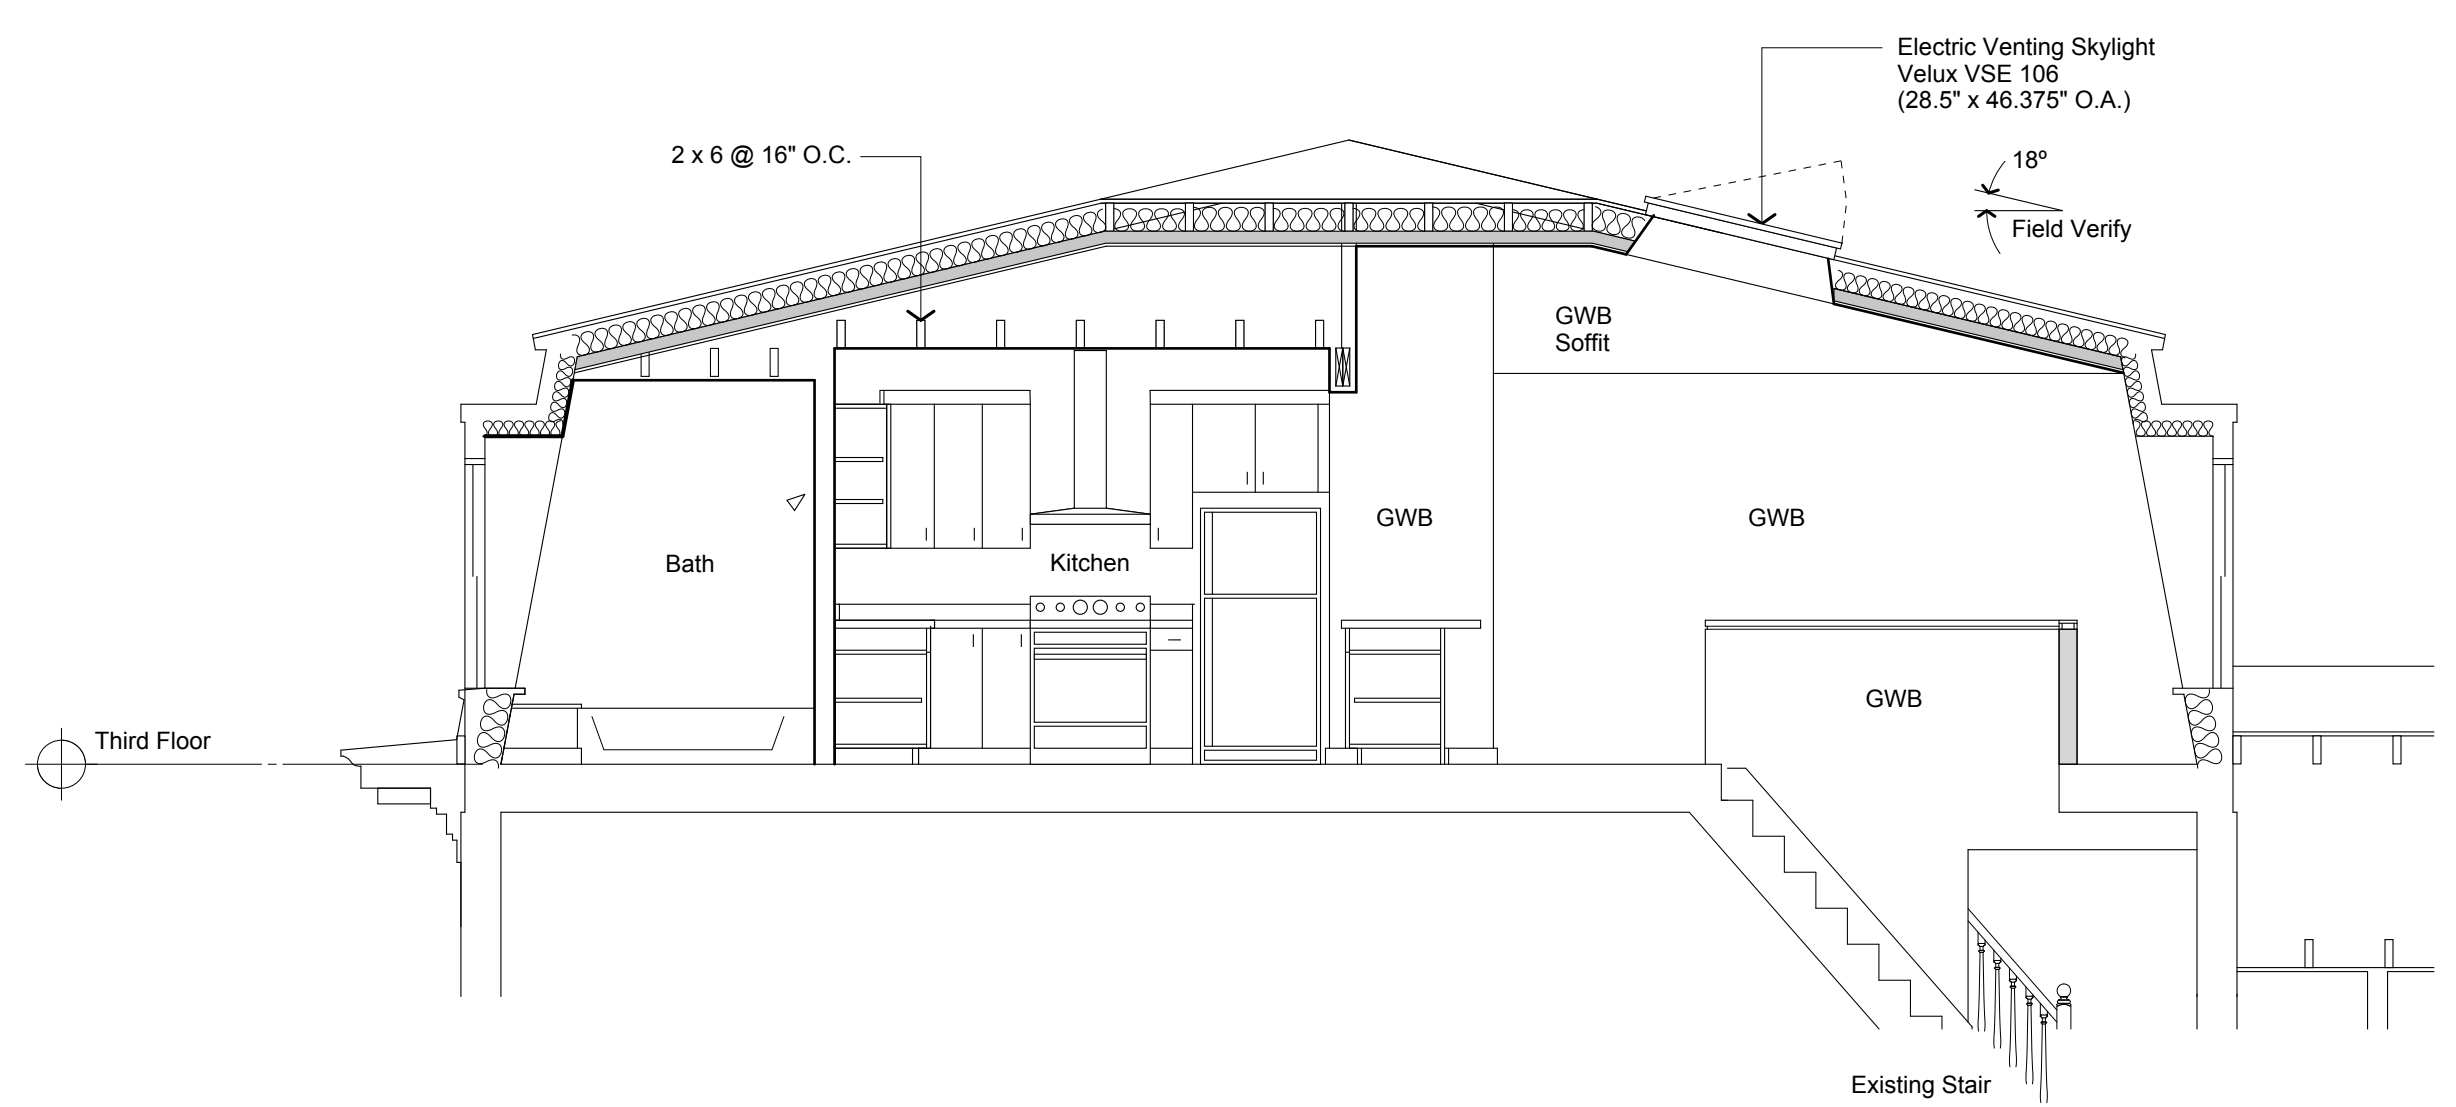 Electric Venting Skylight
Velux VSE 106
(28.5" x 46.375" O.A.)
2 x 6 @ 16" O.C.
18º
Field Verify
GWB
Soffit
GWB
GWB
Bath
Kitchen
GWB
Third Floor
Existing Stair